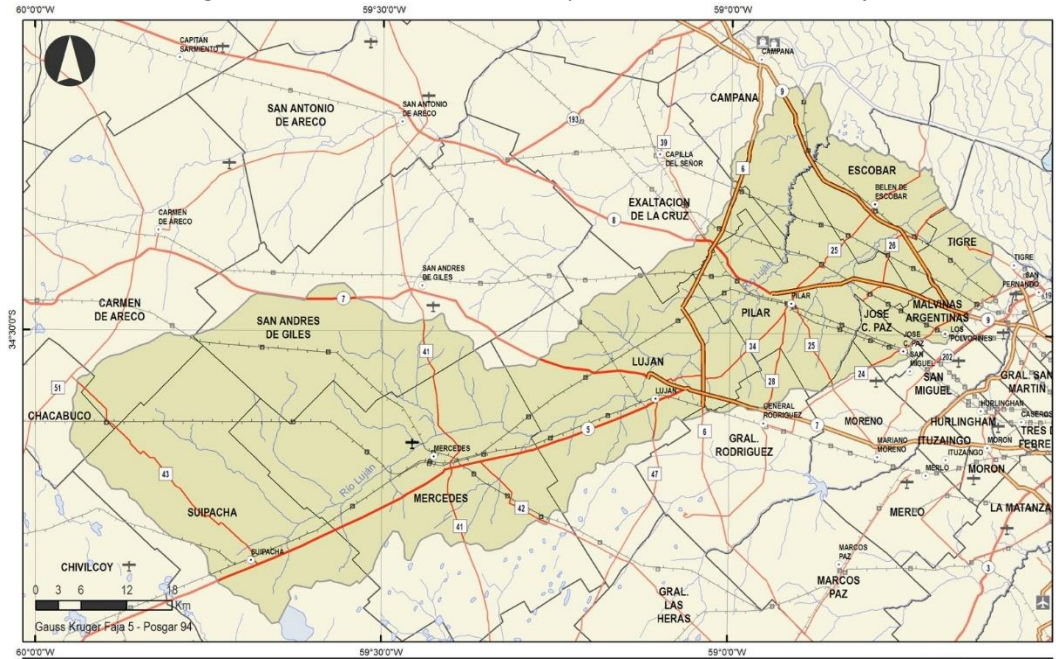 60°0'0"W
59°30'0"W
59°0'0"W
CAPITAN
SARMIENTO
CAMPANA
CAMPANA
9
SAN ANTONIO
DE ARECO
SAN ANTONIO
DE ARECO
193
39
CAPILLA
DEL SEÑOR
6
ESCOBAR
BELEN DE
ESCOBAR
EXALTACION
DE LA CRUZ
8
CARMEN
DE ARECO
25
26
TIGRE
TIGRE
SAN
FERNANDO
SAN ANDRES
DE GILES
Río Luján
PILAR
7
CARMEN
DE ARECO
SAN ANDRES
DE GILES
PILAR
JOSE
C. PAZ
MALVINAS
ARGENTINAS
9
34°30'0"S
41
34
25
JOSE
C. PAZ
LOS
POLVORINES
202
SAN
MIGUEL
LUJAN
28
24
SAN
MIGUEL
GRAL. SAN
MARTIN
51
LUJAN
GENERAL
RODRIGUEZ
CHACABUCO
5
6
7
MORENO
HURLINGHAN
HURLINGHAM
CASEROS
TRES D
FEBRE
GRAL.
RODRIGUEZ
MARIANO
MORENO
ITUZAINGO
ITUZAINGO
MORON
MERCEDES
43
47
MERLO
MORON
Río Luján
MERCEDES
42
SUIPACHA
41
MERLO
LA MATANZA
SUIPACHA
MARCOS
PAZ
CHIVILCOY
MARCOS
PAZ
3
GRAL.
LAS
HERAS
0 3 6 12 18
Km
Gauss Kruger Faja 5 - Posgar 94
60°0'0"W
59°30'0"W
59°0'0"W